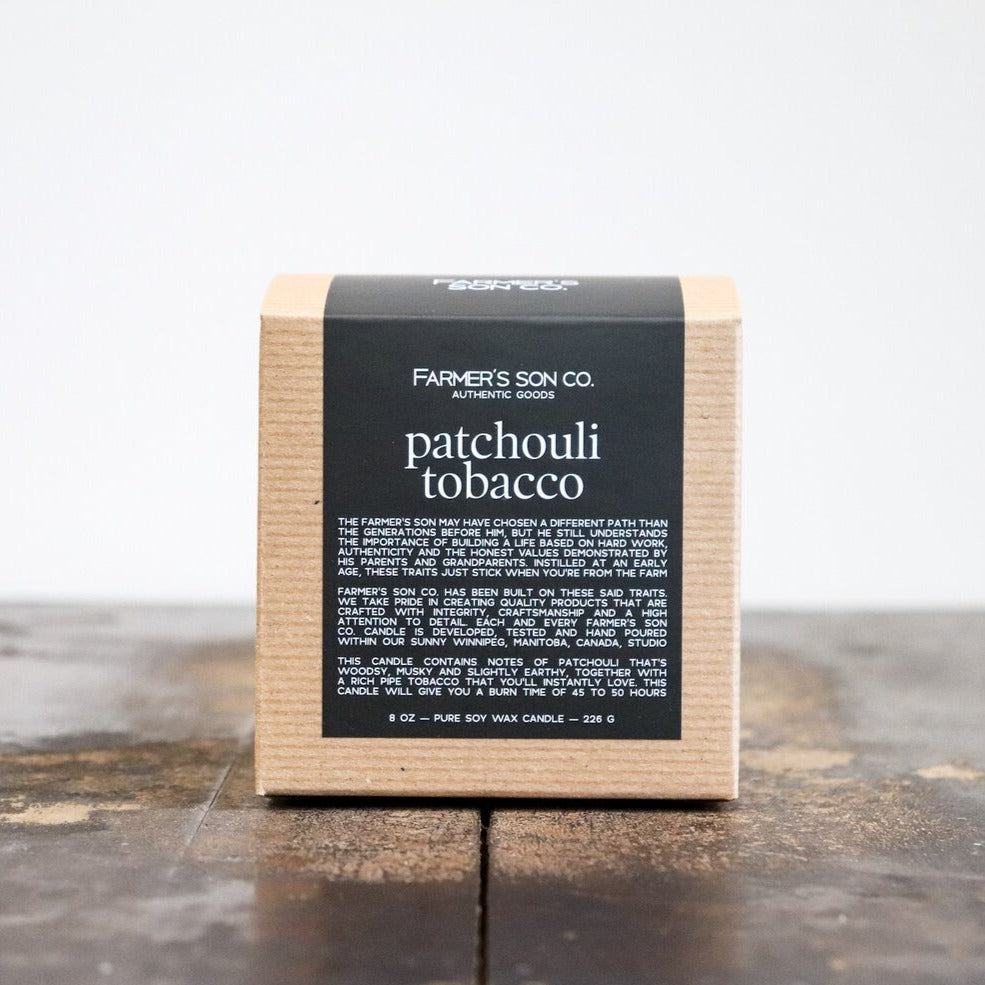 FARMER'S
SON CO.
FARMER'S SON CO.
AUTHENTIC GOODS
patchouli
tobacco
THE FARMER'S SON MAY HAVE CHOSEN A DIFFERENT PATH THAN
THE GENERATIONS BEFORE HIM, BUT HE STILL UNDERSTANDS
THE IMPORTANCE OF BUILDING A LIFE BASED ON HARD WORK,
AUTHENTICITY AND THE HONEST VALUES DEMONSTRATED BY
HIS PARENTS AND GRANDPARENTS. INSTILLED AT AN EARLY
AGE, THESE TRAITS JUST STICK WHEN YOU'RE FROM THE FARM
FARMER'S SON CO. HAS BEEN BUILT ON THESE SAID TRAITS.
WE TAKE PRIDE IN CREATING QUALITY PRODUCTS THAT ARE
CRAFTED WITH INTEGRITY, CRAFTSMANSHIP AND A HIGH
ATTENTION TO DETAIL. EACH AND EVERY FARMER'S SON
CO. CANDLE IS DEVELOPED, TESTED AND HAND POURED
WITHIN OUR SUNNY WINNIPEG, MANITOBA, CANADA, STUDIO
THIS CANDLE CONTAINS NOTES OF PATCHOULI THAT'S
WOODSY, MUSKY AND SLIGHTLY EARTHY, TOGETHER WITH
A RICH PIPE TOBACCO THAT YOU'LL INSTANTLY LOVE. THIS
CANDLE WILL GIVE YOU A BURN TIME OF 45 TO 50 HOURS
8 OZ — PURE SOY WAX CANDLE — 226 G